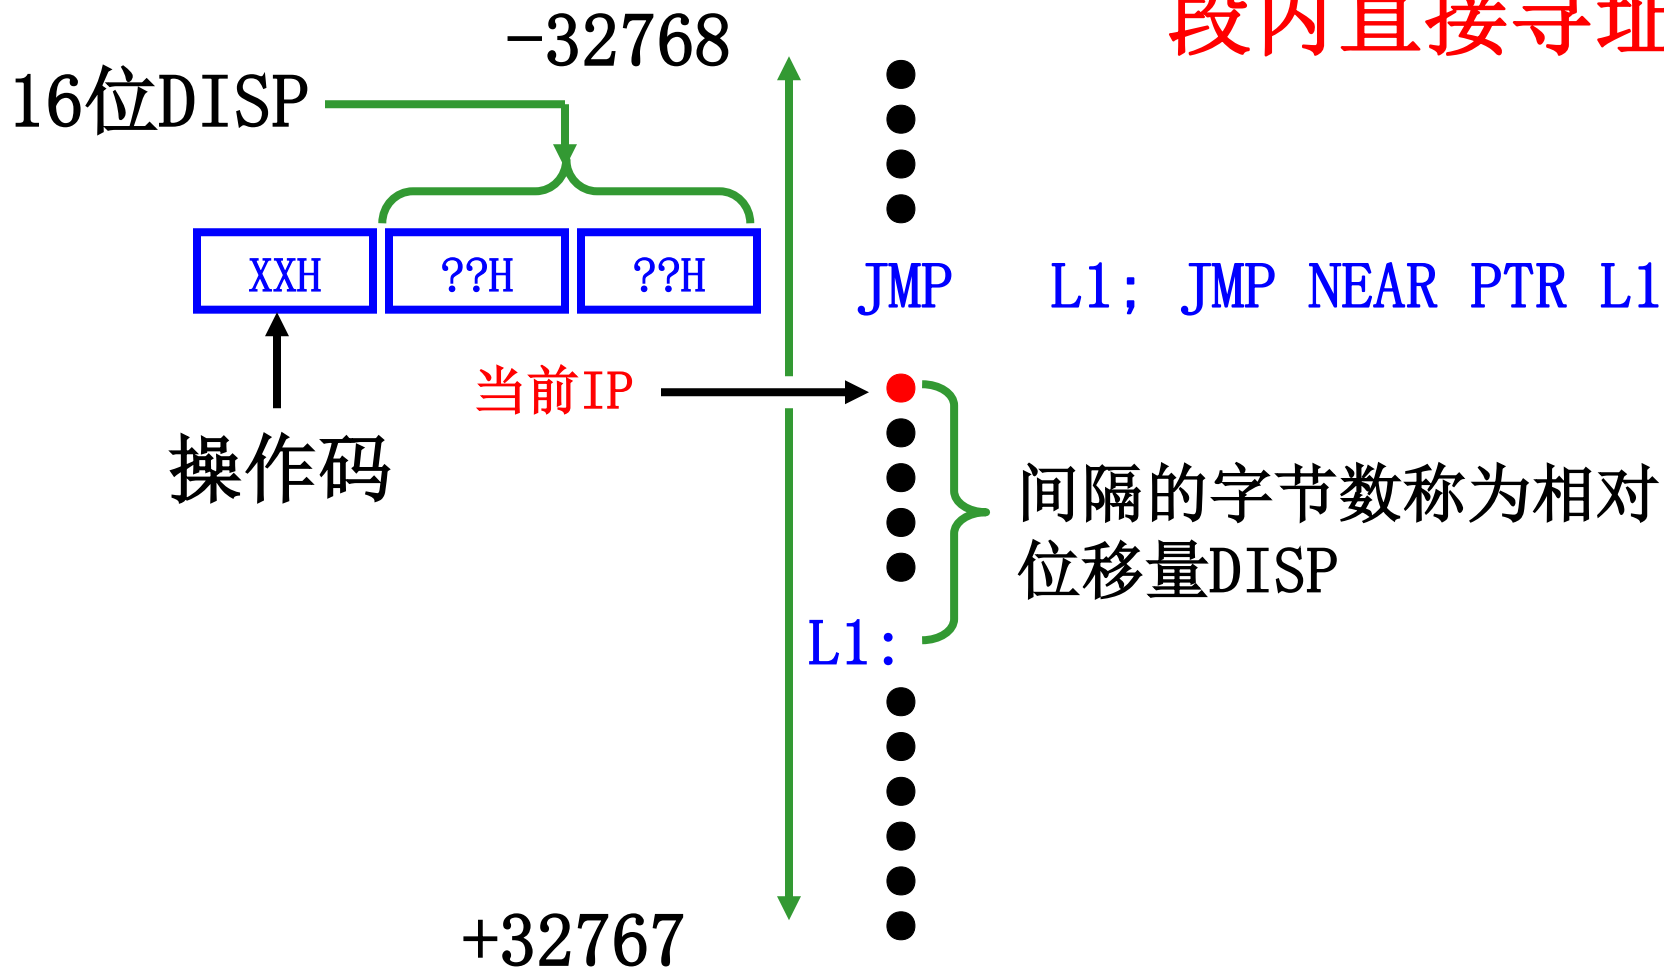 段内直接寻址
-32768
16位DISP
XXH ??H ??H
JMP L1; JMP NEAR PTR L1
当前IP
操作码
间隔的字节数称为相对
位移量DISP
L1:
+32767